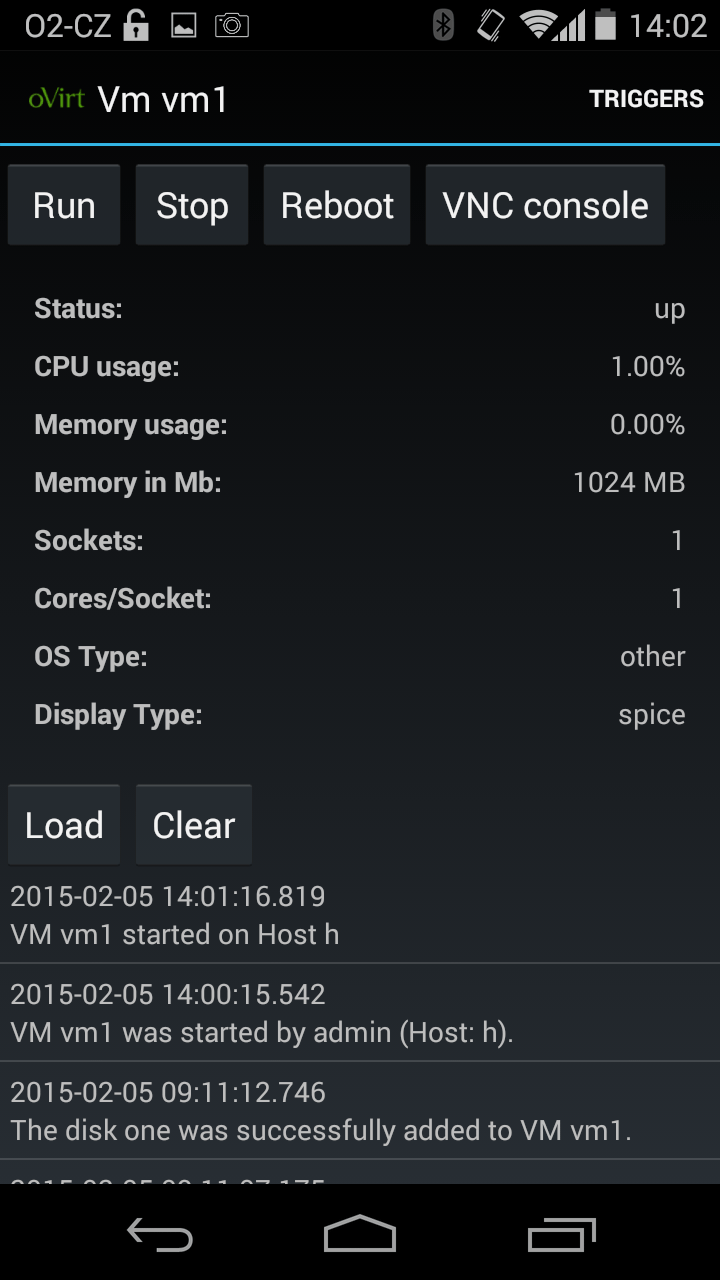 O2-CZ 14:02
oVirt Vm vm1 TRIGGERS
Run Stop Reboot VNC console
Status: up
CPU usage: 1.00%
Memory usage: 0.00%
Memory in Mb: 1024 MB
Sockets: 1
Cores/Socket: 1
OS Type: other
Display Type: spice
Load Clear
2015-02-05 14:01:16.819
VM vm1 started on Host h
2015-02-05 14:00:15.542
VM vm1 was started by admin (Host: h).
2015-02-05 09:11:12.746
The disk one was successfully added to VM vm1.